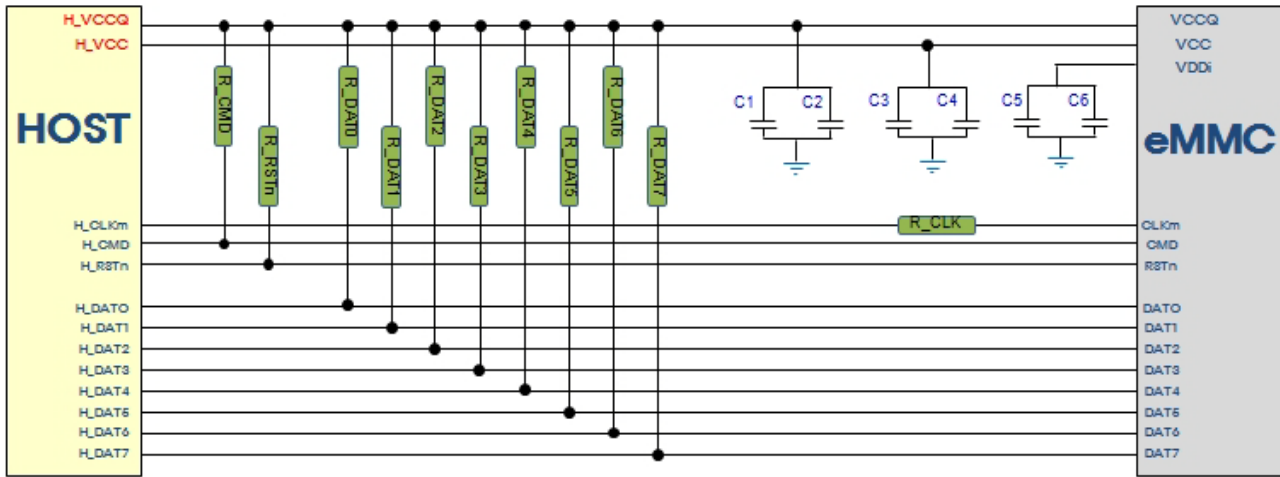 H_VCCQ
H_VCC
HOST
H_CLKm
H_CMD
H_RSTn
H_DAT0
H_DAT1
H_DAT2
H_DAT3
H_DAT4
H_DAT5
H_DAT6
H_DAT7
R_CMD
R_RSTn
R_DAT0
R_DAT1
R_DAT2
R_DAT3
R_DAT4
R_DAT5
R_DAT6
R_DAT7
C1 C2
C3 C4
C5 C6
R_CLK
VCCQ
VCC
VDDi
eMMC
CLKm
CMD
RSTn
DAT0
DAT1
DAT2
DAT3
DAT4
DAT5
DAT6
DAT7